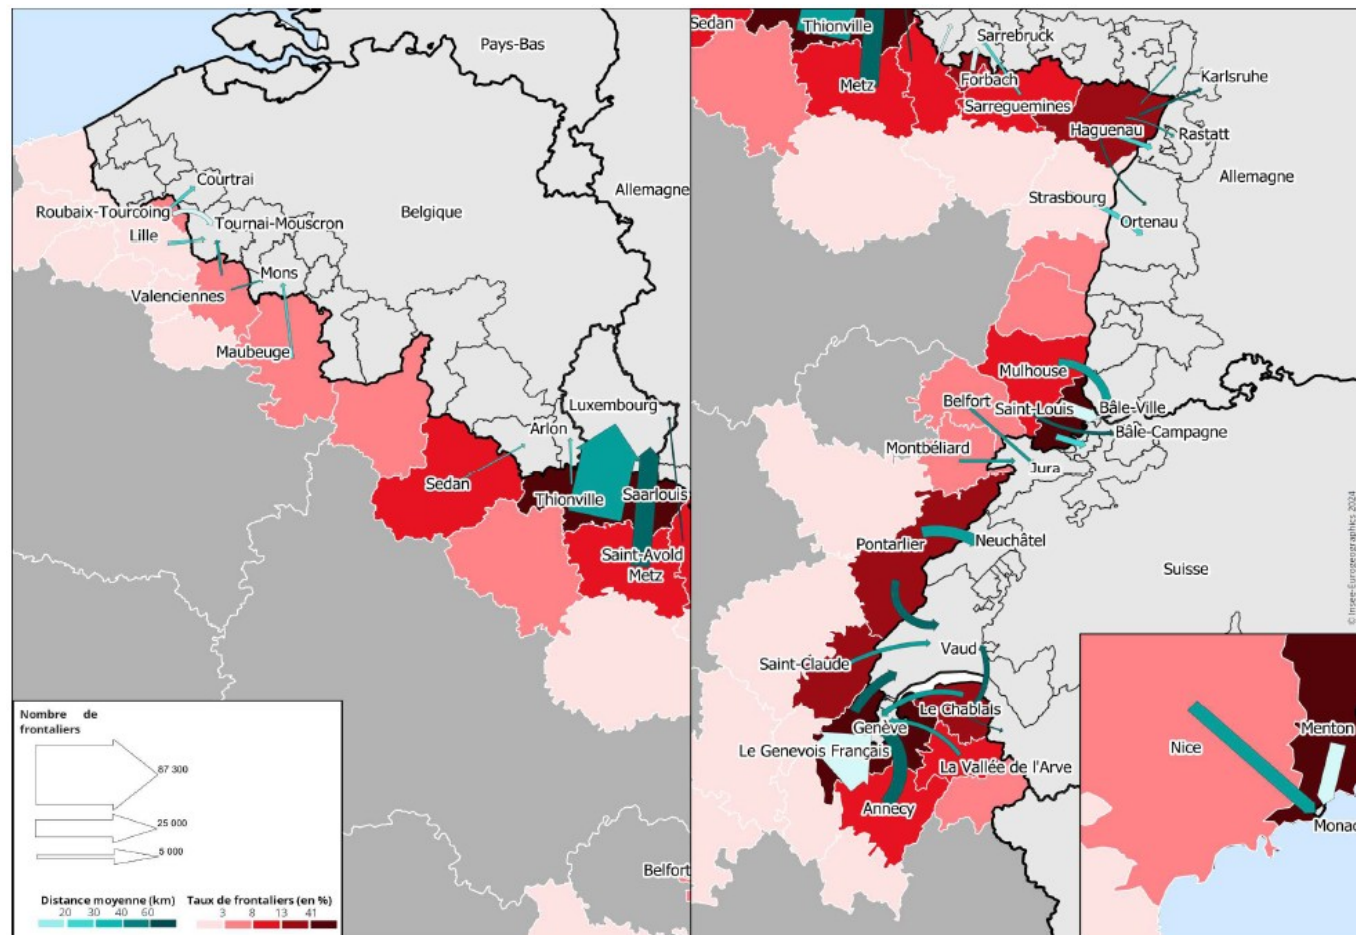 Pays-Bas
Allemagne
Courtrai
Roubaix-Tourcoing
Belgique
Tournai-Mouscron
Lille
Mons
Valenciennes
Maubeuge
Luxembourg
Arlon
Sedan
Thionville
Saarlouis
Saint-Avold
Metz
Belfort
Nombre de
frontaliers
87 300
25 000
5 000
Distance moyenne (km)
20 30 40 60
Taux de frontaliers (en %)
3 8 13 41
Sedan
Thionville
Sarrebruck
Metz
Forbach
Karlsruhe
Sarreguemines
Haguenau
Rastatt
Allemagne
Strasbourg
Ortenau
Mulhouse
Belfort
Saint-Louis
Bâle-Ville
Bâle-Campagne
Montbéliard
Jura
Pontarlier
Neuchâtel
Suisse
Vaud
Saint-Claude
Le Chablais
Genève
Le Genevois Français
La Vallée de l'Arve
Annecy
Nice
Menton
Monac
© Insee-Eurogeographics 2024